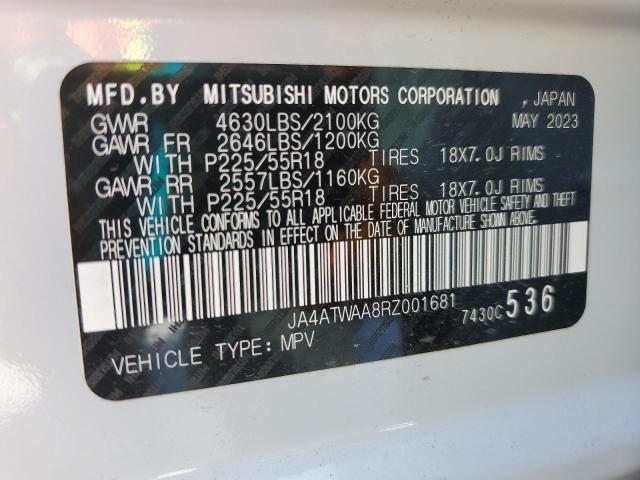 MFD.BY MITSUBISHI MOTORS CORPORATION , JAPAN
GVWR 4630LBS/2100KG MAY 2023
GAWR FR 2646LBS/1200KG
WITH P225/55R18 TIRES 18X7.0J RIMS
GAWR RR 2557LBS/1160KG
WITH P225/55R18 TIRES 18X7.0J RIMS
THIS VEHICLE CONFORMS TO ALL APPLICABLE FEDERAL MOTOR VEHICLE SAFETY AND THEFT
PREVENTION STANDARDS IN EFFECT ON THE DATE OF MANUFACTURE SHOWN ABOVE.
JA4ATWAA8RZ001681 7430C 536
VEHICLE TYPE: MPV